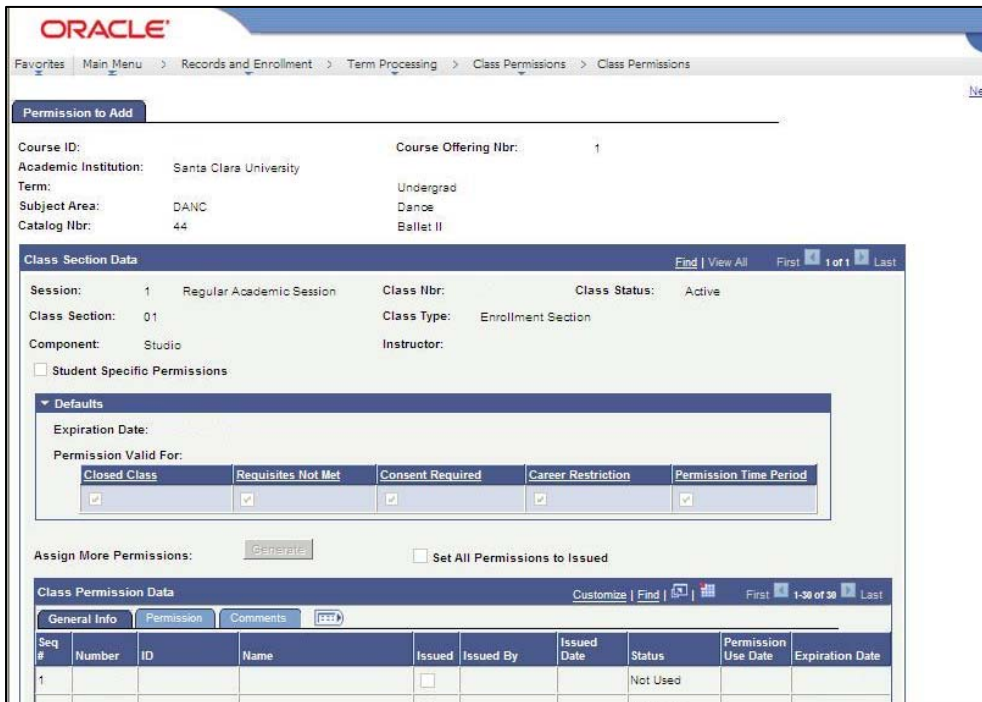 ORACLE'
Favorites Main Menu > Records and Enrollment > Term Processing > Class Permissions > Class Permissions
Ne
Permission to Add
Course ID: Course Offering Nbr: 1
Academic Institution: Santa Clara University
Term: Undergrad
Subject Area: DANC Dance
Catalog Nbr: 44 Ballet II
Class Section Data Find | View All First 1 of 1 Last
Session: 1 Regular Academic Session Class Nbr: Class Status: Active
Class Section: 01 Class Type: Enrollment Section
Component: Studio Instructor:
Student Specific Permissions
Defaults
Expiration Date:
Permission Valid For:
Closed Class Requisites Not Met Consent Required Career Restriction Permission Time Period
Assign More Permissions: Generate Set All Permissions to Issued
Class Permission Data Customize | Find | | First 1-30 of 30 Last
General Info Permission Comments
Seq # Number ID Name Issued Issued By Issued Date Status Permission Use Date Expiration Date
1 Not Used